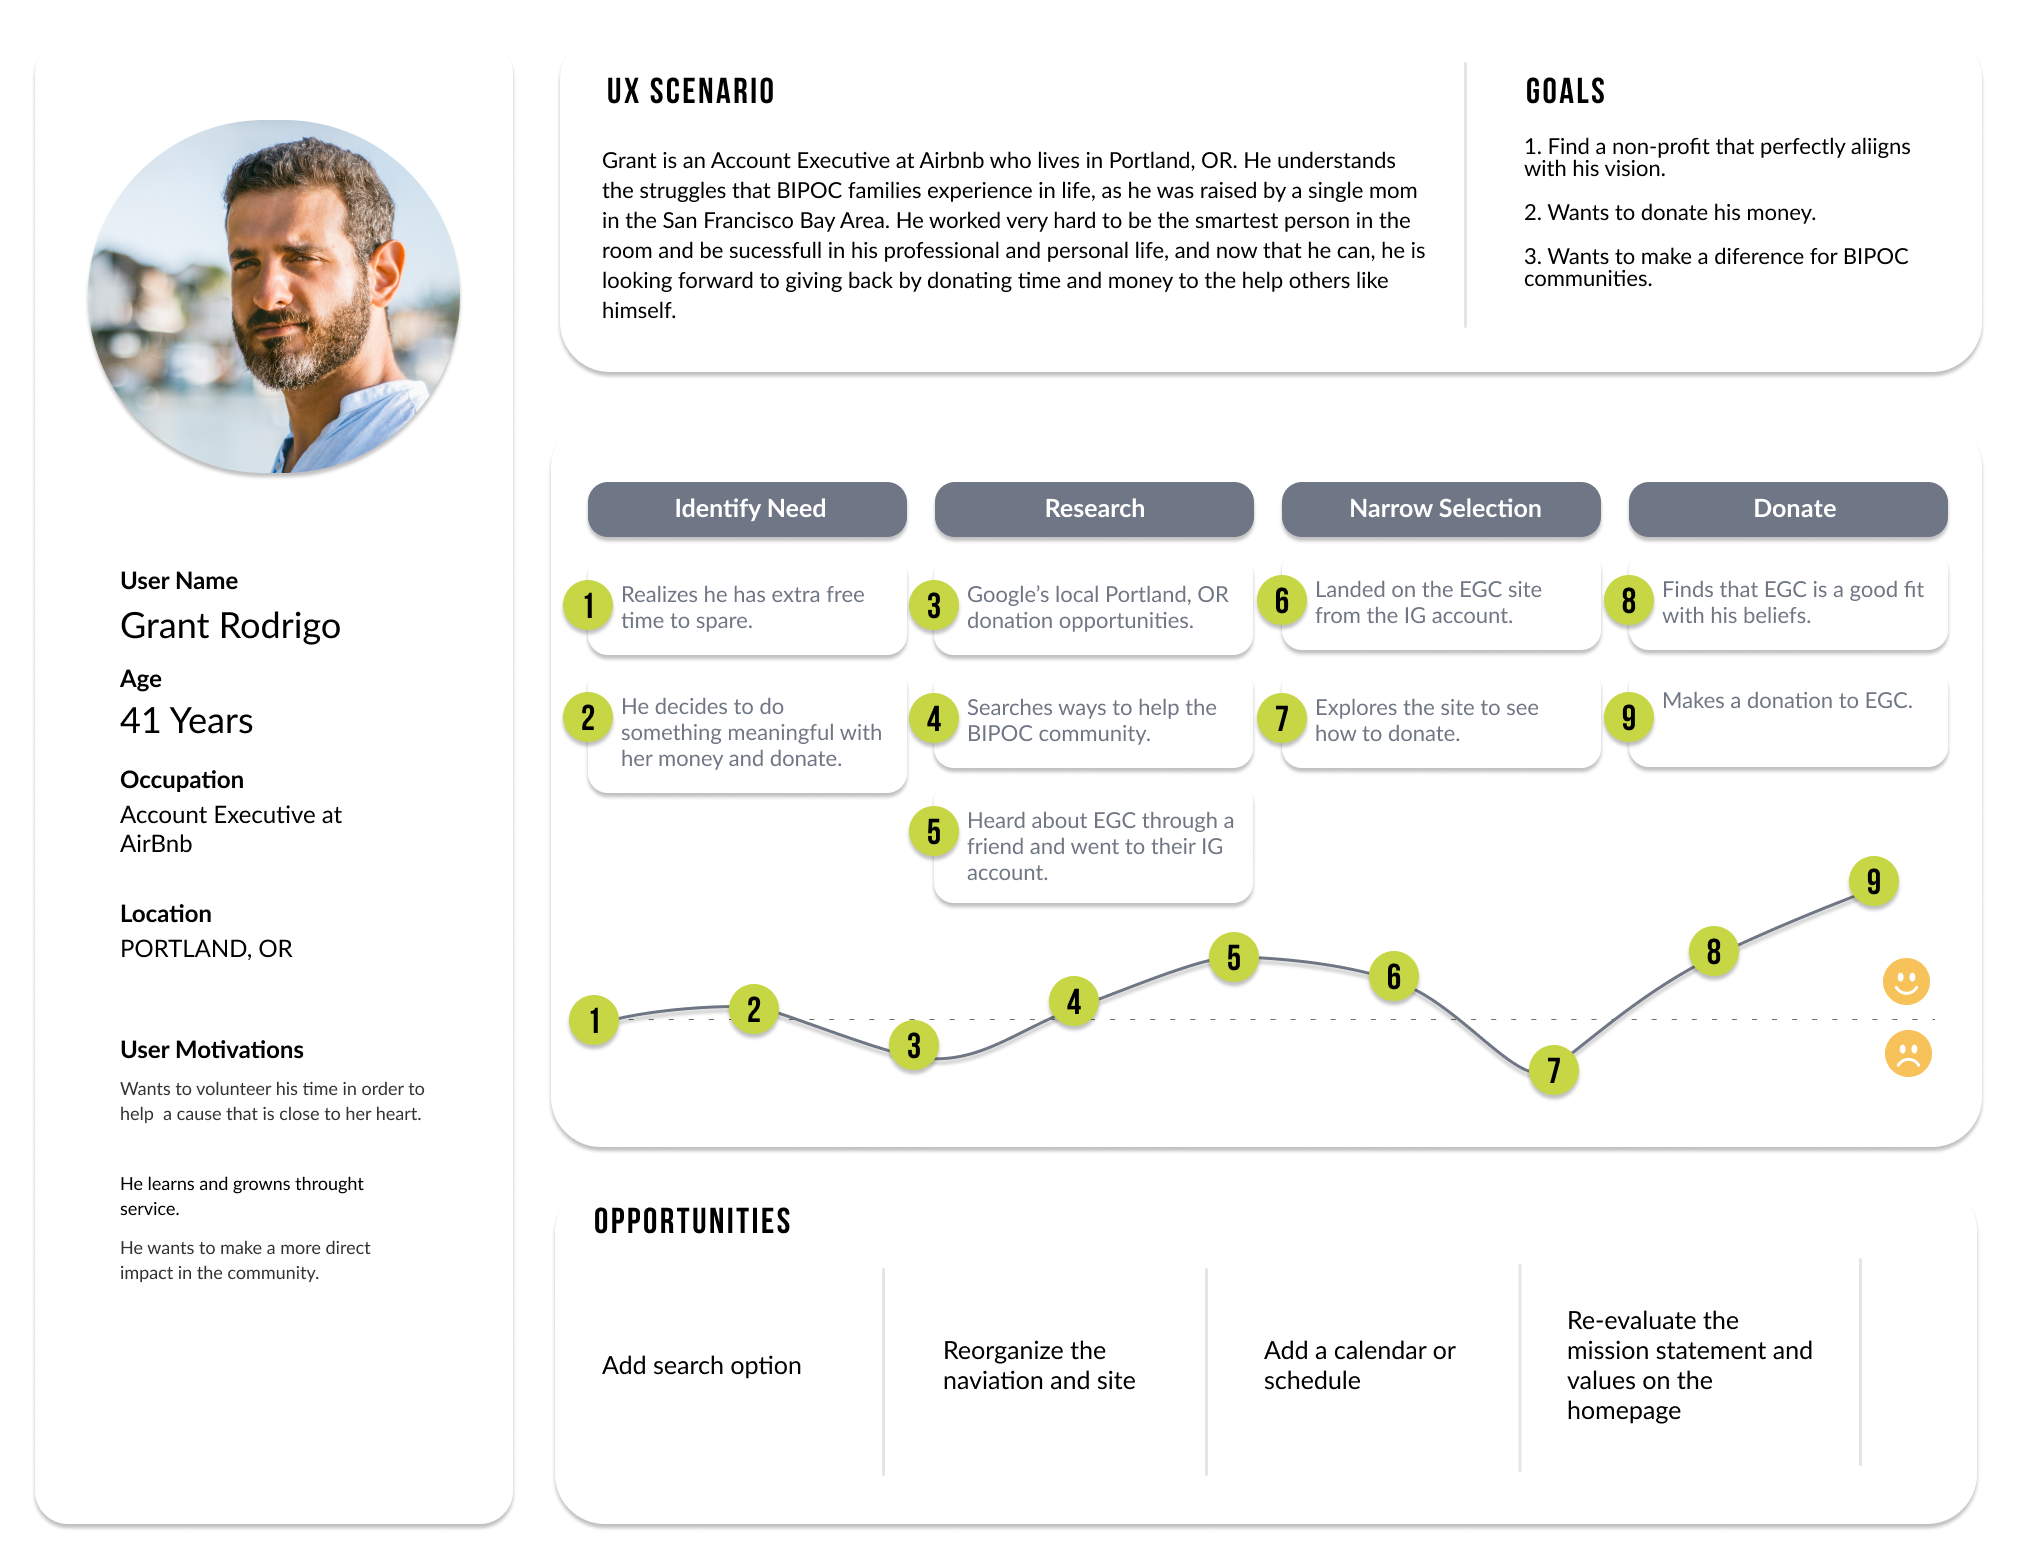 User Name
Grant Rodrigo
Age
41 Years
Occupation
Account Executive at
AirBnb
Location
PORTLAND, OR
User Motivations
Wants to volunteer his time in order to
help  a cause that is close to her heart.
He learns and growns throught
service.
He wants to make a more direct
impact in the community.
UX SCENARIO
Grant is an Account Executive at Airbnb who lives in Portland, OR. He understands
the struggles that BIPOC families experience in life, as he was raised by a single mom
in the San Francisco Bay Area. He worked very hard to be the smartest person in the
room and be sucessfull in his professional and personal life, and now that he can, he is
looking forward to giving back by donating time and money to the help others like
himself.
GOALS
1. Find a non-profit that perfectly aliigns
with his vision.
2. Wants to donate his money.
3. Wants to make a diference for BIPOC
communities.
Identify Need
1
Realizes he has extra free
time to spare.
2
He decides to do
something meaningful with
her money and donate.
Research
3
Google’s local Portland, OR
donation opportunities.
4
Searches ways to help the
BIPOC community.
5
Heard about EGC through a
friend and went to their IG
account.
Narrow Selection
6
Landed on the EGC site
from the IG account.
7
Explores the site to see
how to donate.
Donate
8
Finds that EGC is a good fit
with his beliefs.
9
Makes a donation to EGC.
1
2
3
4
5
6
7
8
9
OPPORTUNITIES
Add search option
Reorganize the
naviation and site
Add a calendar or
schedule
Re-evaluate the
mission statement and
values on the
homepage